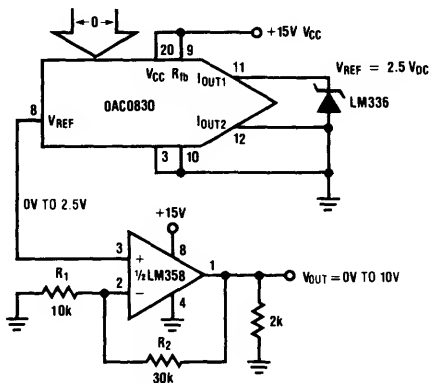 D
20 9
+15V VCC
VCC Rfb IOUT1
11
VREF = 2.5 VDC
8
VREF
DAC0830
LM336
IOUT2
12
3 10
0V TO 2.5V
+15V
3
+
8
1
½ LM358
VOUT = 0V TO 10V
R1
2
−
4
10k
2k
R2
30k